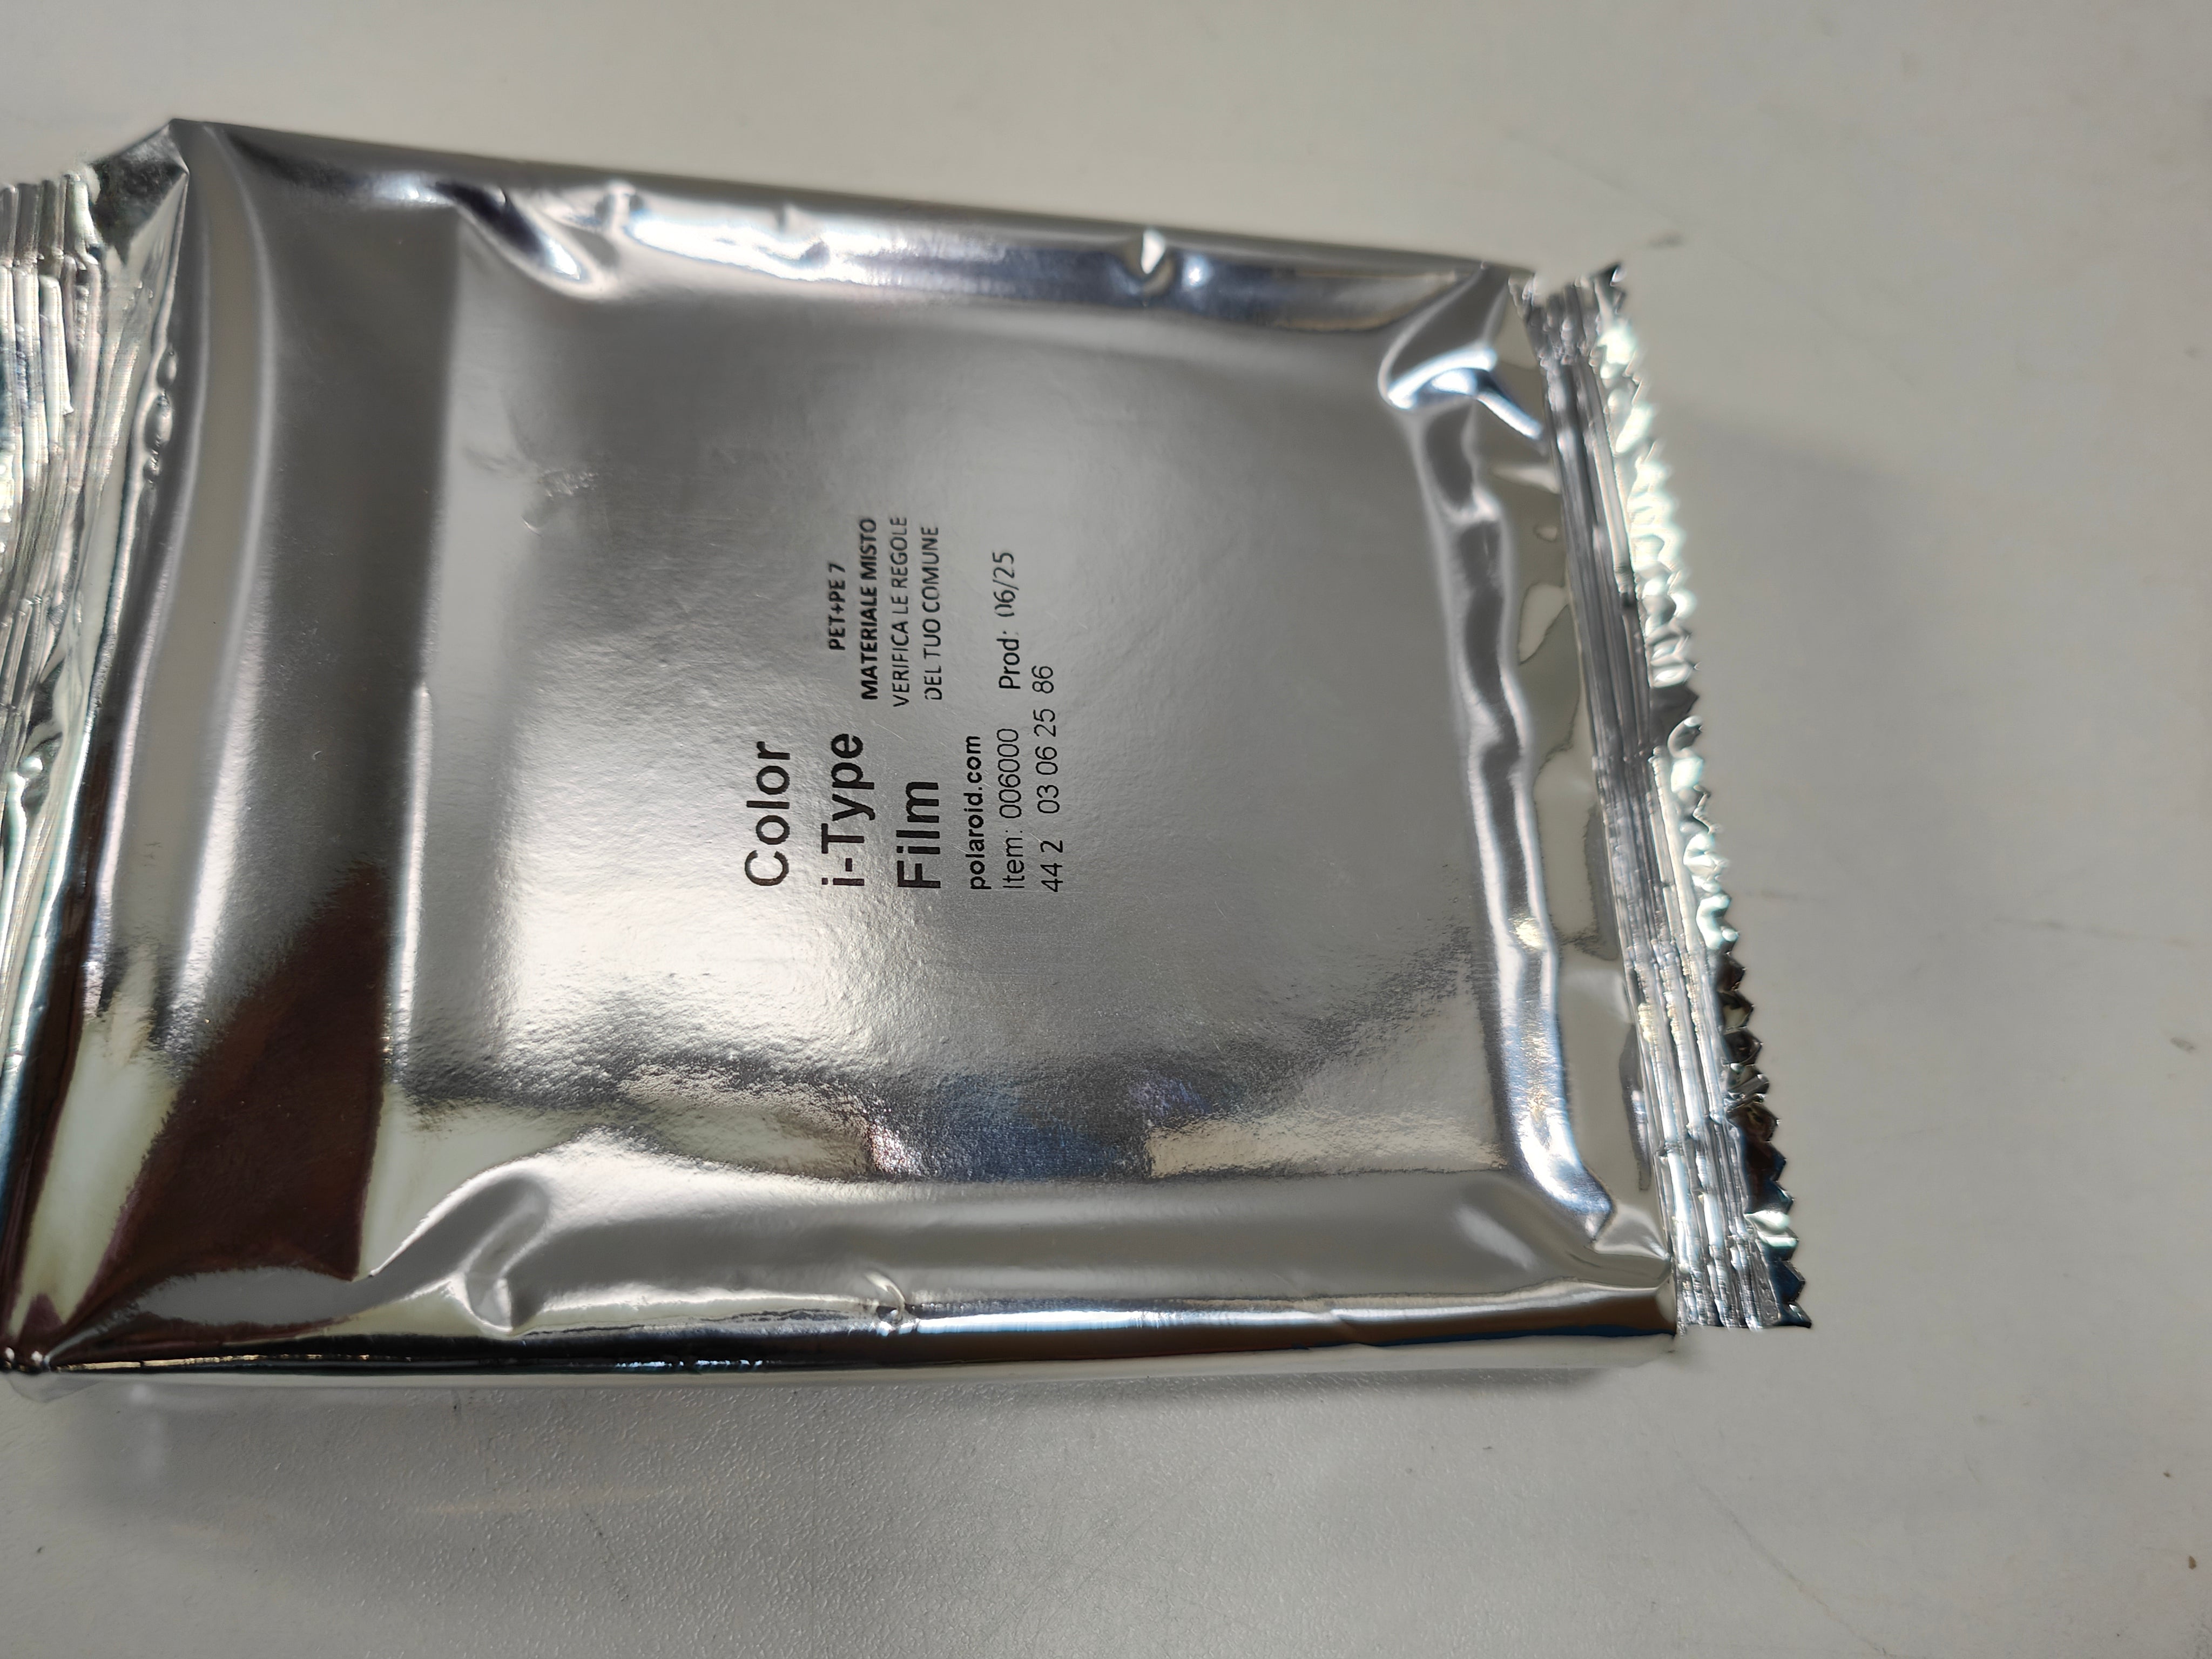 Color
i-Type
Film
PET+PE 7
MATERIALE MISTO
VERIFICA LE REGOLE
DEL TUO COMUNE
polaroid.com
Item: 006000 Prod: 06/25
44 2 03 06 25 86